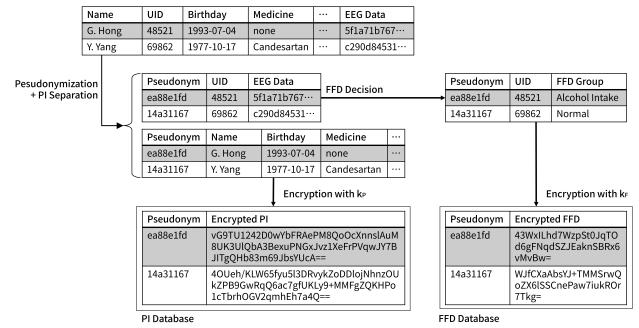 Name UID Birthday Medicine ⋯ EEG Data
G. Hong 48521 1993-07-04 none ⋯ 5f1a71b767⋯
Y. Yang 69862 1977-10-17 Candesartan ⋯ c290d84531⋯
Pesudonymization
+ PI Separation
Pseudonym UID EEG Data
ea88e1fd 48521 5f1a71b767⋯
14a31167 69862 c290d84531⋯
FFD Decision
Pseudonym UID FFD Group
ea88e1fd 48521 Alcohol Intake
14a31167 69862 Normal
Pseudonym Name Birthday Medicine ⋯
ea88e1fd G. Hong 1993-07-04 none ⋯
14a31167 Y. Yang 1977-10-17 Candesartan ⋯
Encryption with kP
Encryption with kF
Pseudonym Encrypted PI
ea88e1fd vG9TU1242D0wYbFRAePM8QoOcXnnslAuM
8UK3UlQbA3BexuPNGxJvz1XeFrPVqwJY7B
JITgQHb83m69JbsYUcA==
14a31167 4OUeh/KLW65fyu5l3DRvykZoDDlojNhnzOU
kZPB9GwRqQ6ac7gfUKLy9+MMFgZQKHPo
1cTbrhOGV2qmhEh7a4Q==
PI Database
Pseudonym Encrypted FFD
ea88e1fd 43WxILhd7WzpSt0JqTO
d6gFNqdSZJEaknSBRx6
vMvBw=
14a31167 WJfCXaAbsYJ+TMMSrwQ
oZX6lSSCnePaw7iukROr
7Tkg=
FFD Database